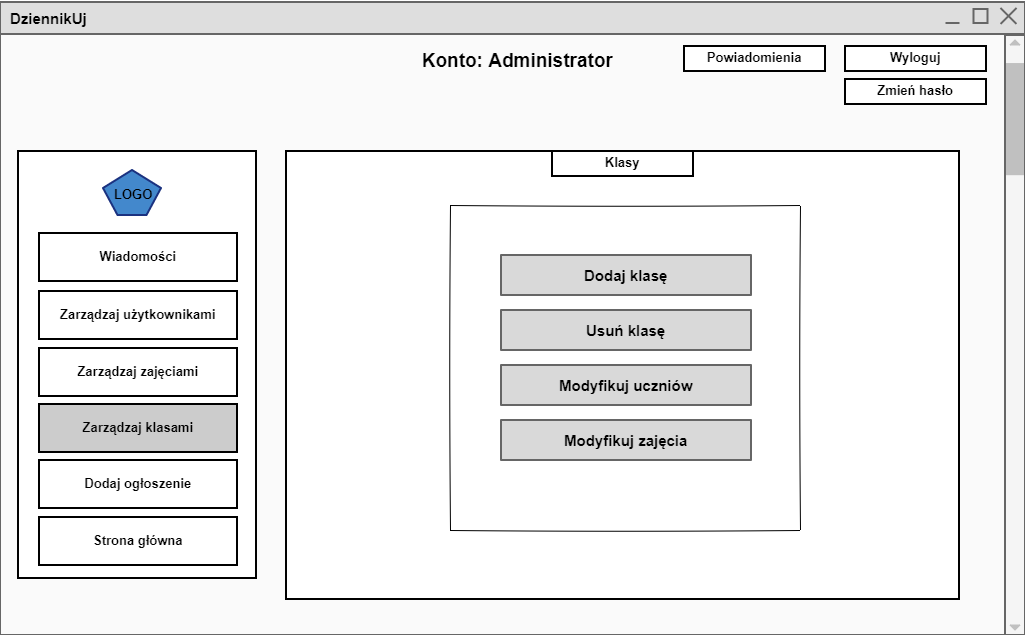 DziennikUj
Konto: Administrator
Powiadomienia
Wyloguj
Zmień hasło
LOGO
Wiadomości
Zarządzaj użytkownikami
Zarządzaj zajęciami
Zarządzaj klasami
Dodaj ogłoszenie
Strona główna
Klasy
Dodaj klasę
Usuń klasę
Modyfikuj uczniów
Modyfikuj zajęcia